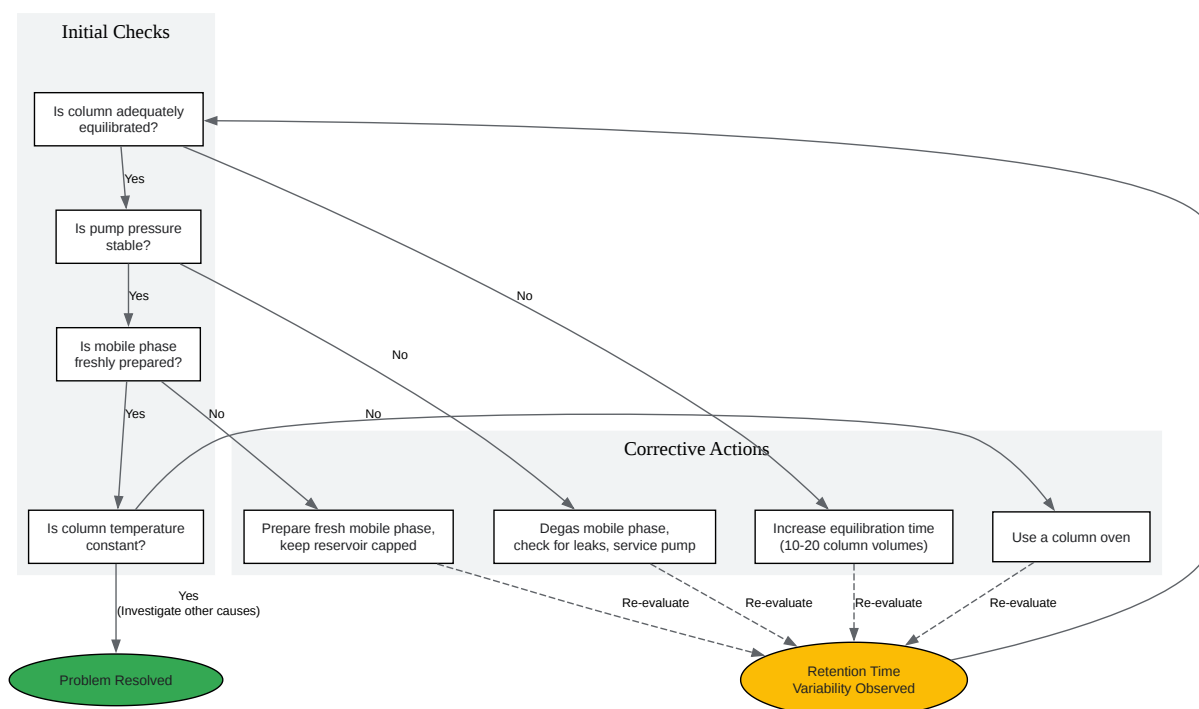 Initial Checks
Is column adequately
equilibrated?
Yes
Is pump pressure
stable?
No
Yes
Is mobile phase
freshly prepared?
No
Yes
No
No
Corrective Actions
Is column temperature
constant?
Prepare fresh mobile phase,
keep reservoir capped
Degas mobile phase,
check for leaks, service pump
Increase equilibration time
(10-20 column volumes)
Use a column oven
Yes
(Investigate other causes)
Re-evaluate
Re-evaluate
Re-evaluate
Re-evaluate
Problem Resolved
Retention Time
Variability Observed